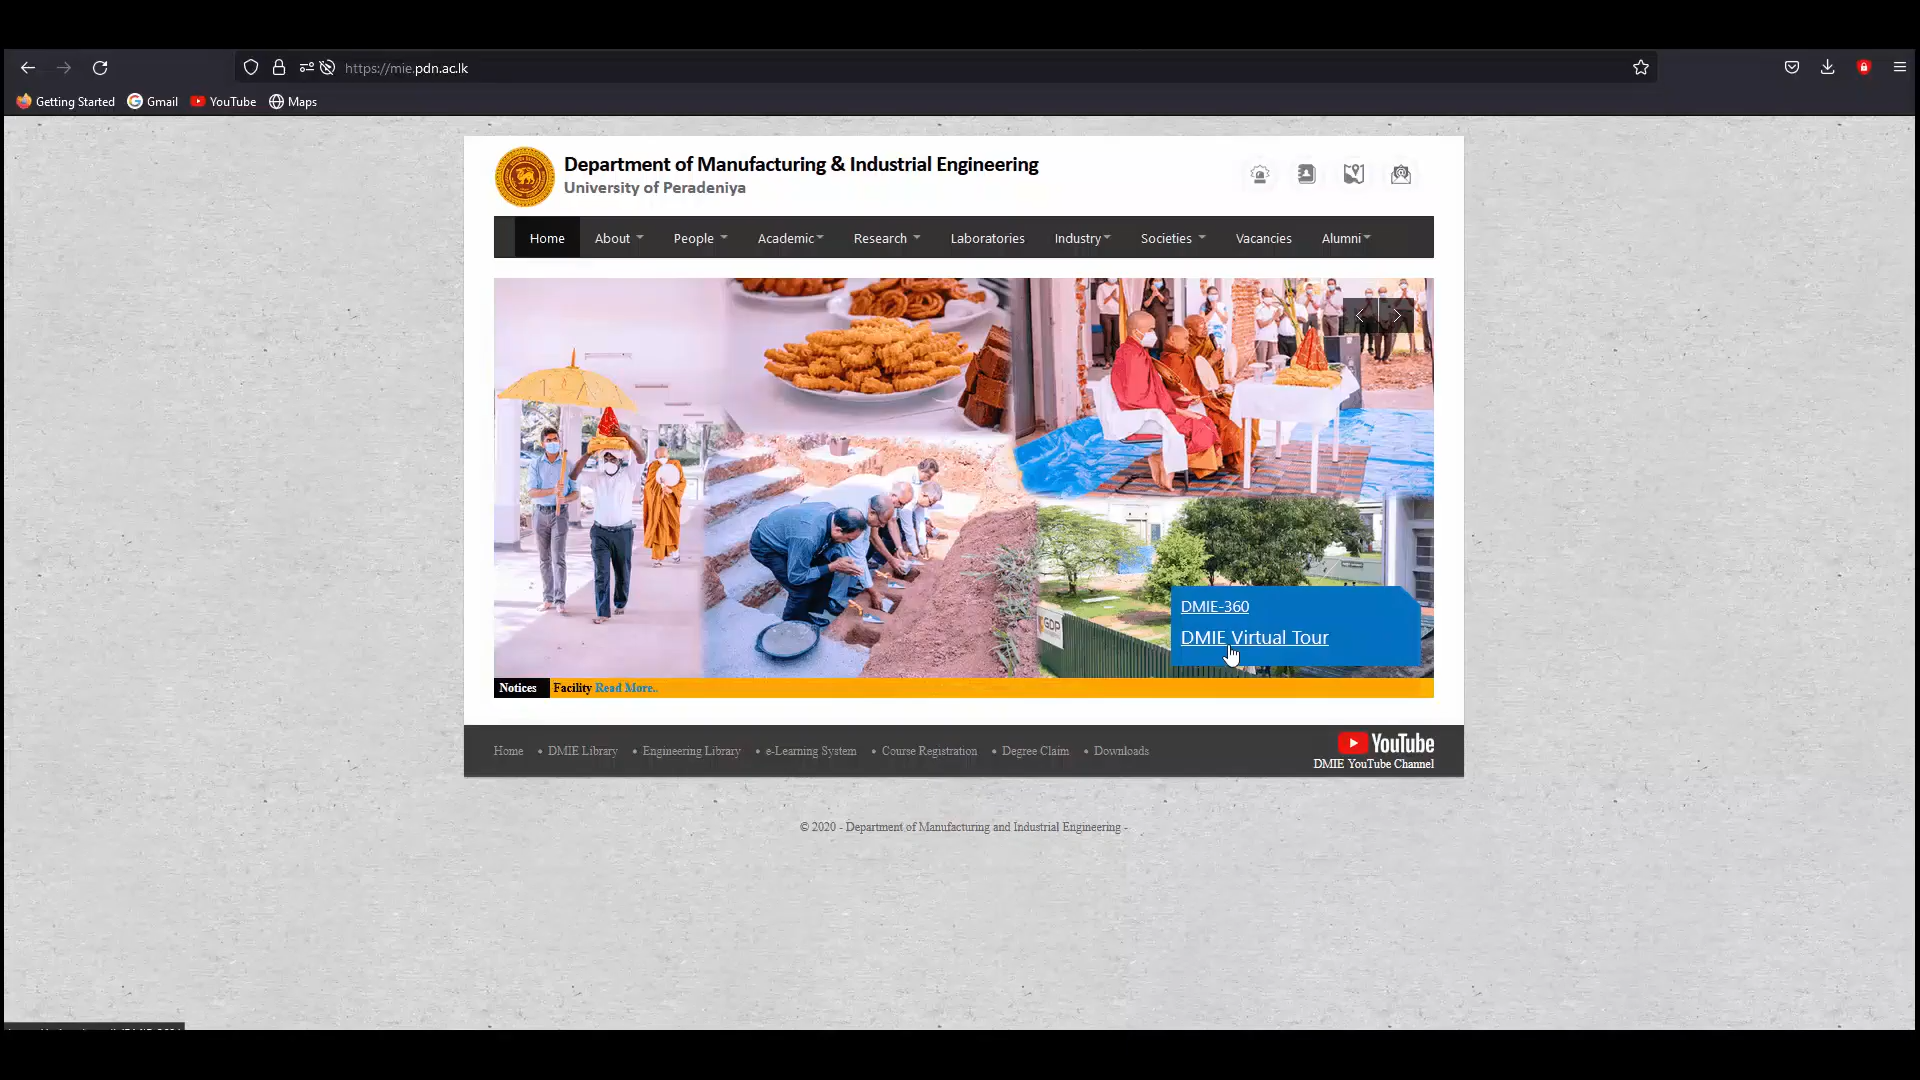 https://mie.pdn.ac.lk
Getting Started Gmail YouTube Maps
Department of Manufacturing & Industrial Engineering
University of Peradeniya
Home About People Academic Research Laboratories Industry Societies Vacancies Alumni
GDP
DMIE-360
DMIE Virtual Tour
Notices Facility Read More..
Home • DMIE Library • Engineering Library • e-Learning System • Course Registration • Degree Claim • Downloads
YouTube
DMIE YouTube Channel
© 2020 - Department of Manufacturing and Industrial Engineering -